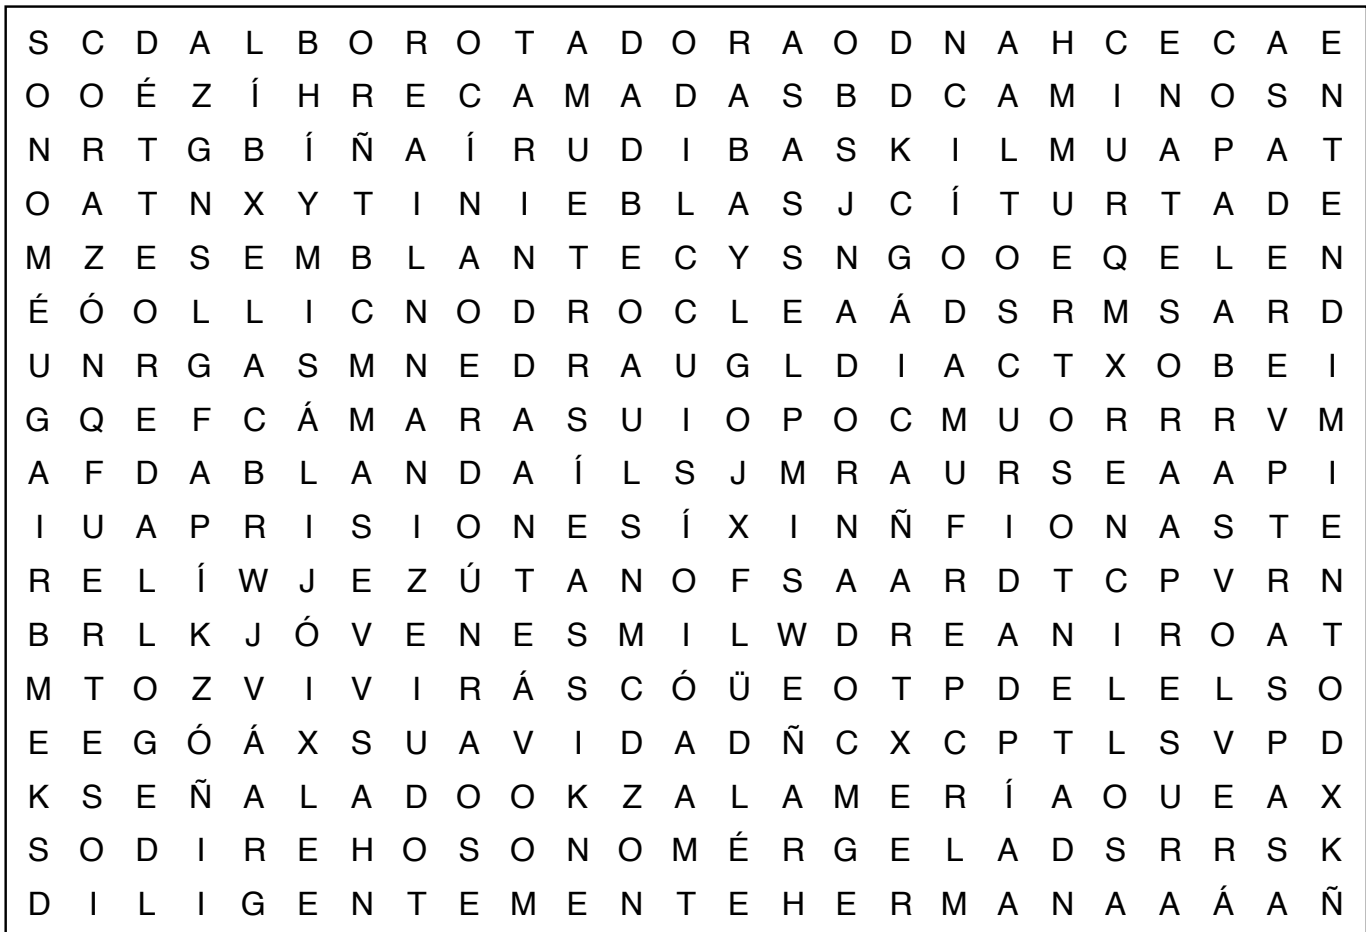 S C D A L B O R O T A D O R A O D N A H C E C A E
O O É Z Í H R E C A M A D A S B D C A M I N O S N
N R T G B Í Ñ A Í R U D I B A S K I L M U A P A T
O A T N X Y T I N I E B L A S J C Í T U R T A D E
M Z E S E M B L A N T E C Y S N G O O E Q E L E N
É Ó O L L I C N O D R O C L E A Á D S R M S A R D
U N R G A S M N E D R A U G L D I A C T X O B E I
G Q E F C Á M A R A S U I O P O C M U O R R R V M
A F D A B L A N D A Í L S J M R A U R S E A A P I
I U A P R I S I O N E S Í X I N Ñ F I O N A S T E
R E L Í W J E Z Ú T A N O F S A A R D T C P V R N
B R L K J Ó V E N E S M I L W D R E A N I R O A T
M T O Z V I V I R Á S C Ó Ü E O T P D E L E L S O
E E G Ó Á X S U A V I D A D Ñ C X C P T L S V P D
K S E Ñ A L A D O O K Z A L A M E R Í A O U E A X
S O D I R E H O S O N O M É R G E L A D S R R S K
D I L I G E N T E M E N T E H E R M A N A A Á A Ñ